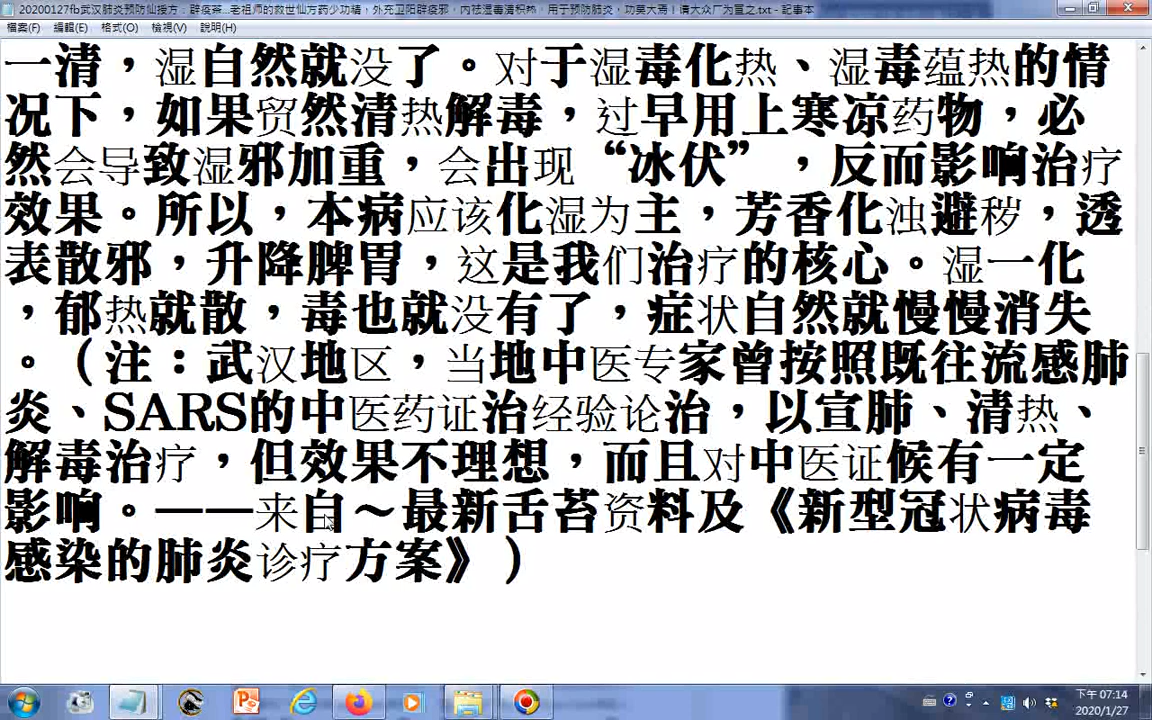 20200127fb武汉肺炎预防仙授方：辟疫茶...老祖师的救世仙方药少功精，外充卫阳辟疫邪，内祛湿毒清积热，用于预防肺炎，功莫大焉！请大众广为宣之.txt - 記事本
檔案(F) 編輯(E) 格式(O) 檢視(V) 說明(H)
一清，湿自然就没了。对于湿毒化热、湿毒蕴热的情
况下，如果贸然清热解毒，过早用上寒凉药物，必
然会导致湿邪加重，会出现“冰伏”，反而影响治疗
效果。所以，本病应该化湿为主，芳香化浊避秽，透
表散邪，升降脾胃，这是我们治疗的核心。湿一化
，郁热就散，毒也就没有了，症状自然就慢慢消失
。（注：武汉地区，当地中医专家曾按照既往流感肺
炎、SARS的中医药证治经验论治，以宣肺、清热、
解毒治疗，但效果不理想，而且对中医证候有一定
影响。——来自～最新舌苔资料及《新型冠状病毒
感染的肺炎诊疗方案》）
下午 07:14
2020/1/27